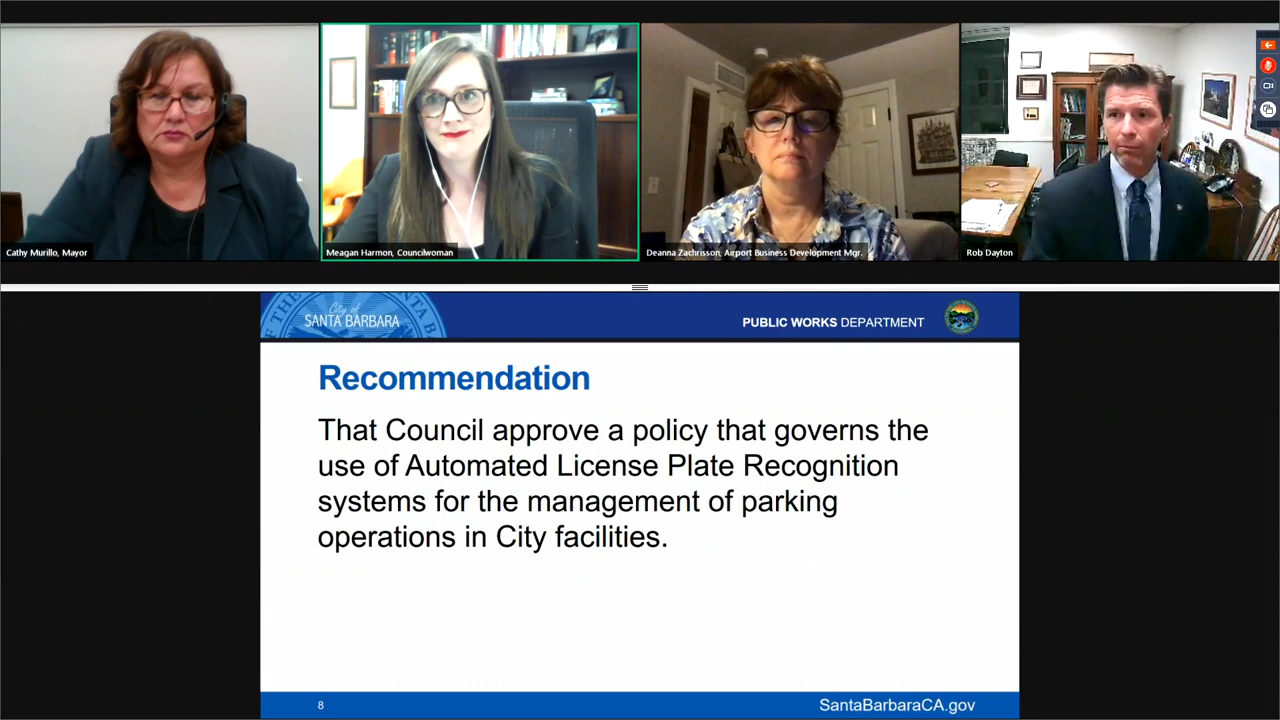 Cathy Murillo, Mayor
Meagan Harmon, Councilwoman
Deanna Zachrisson, Airport Business Development Mgr.
Rob Dayton
City of
SANTA BARBARA
PUBLIC WORKS DEPARTMENT
Recommendation
That Council approve a policy that governs the
use of Automated License Plate Recognition
systems for the management of parking
operations in City facilities.
8
SantaBarbaraCA.gov